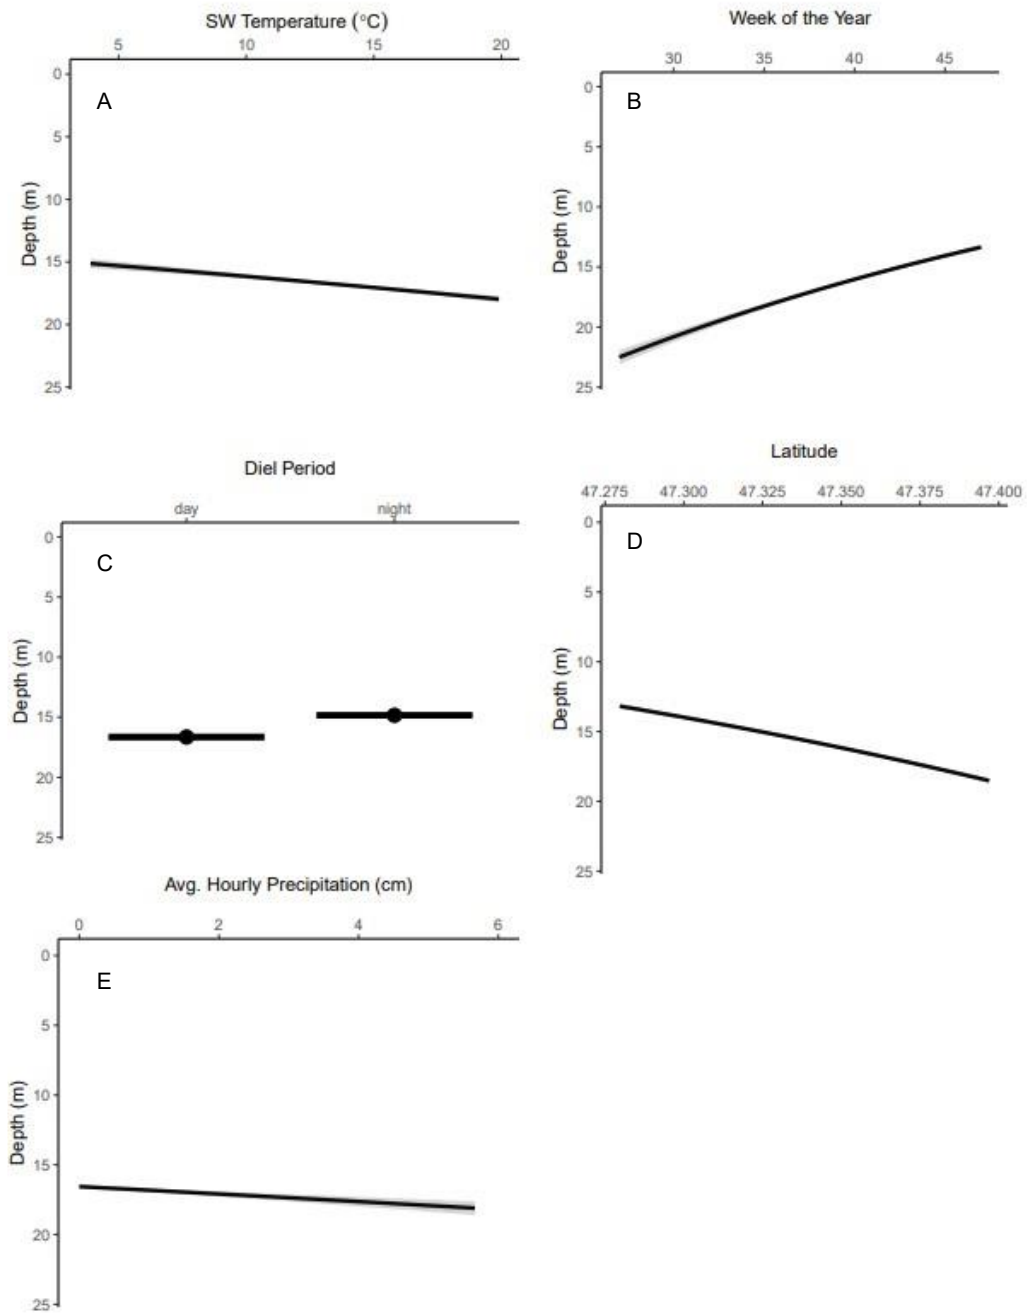 SW Temperature (°C)
5 10 15 20
A
Depth (m)
0
5
10
15
20
25
Week of the Year
30 35 40 45
B
Depth (m)
0
5
10
15
20
25
Diel Period
day night
C
Depth (m)
0
5
10
15
20
25
Latitude
47.275 47.300 47.325 47.350 47.375 47.400
D
Depth (m)
0
5
10
15
20
25
Avg. Hourly Precipitation (cm)
0 2 4 6
E
Depth (m)
0
5
10
15
20
25